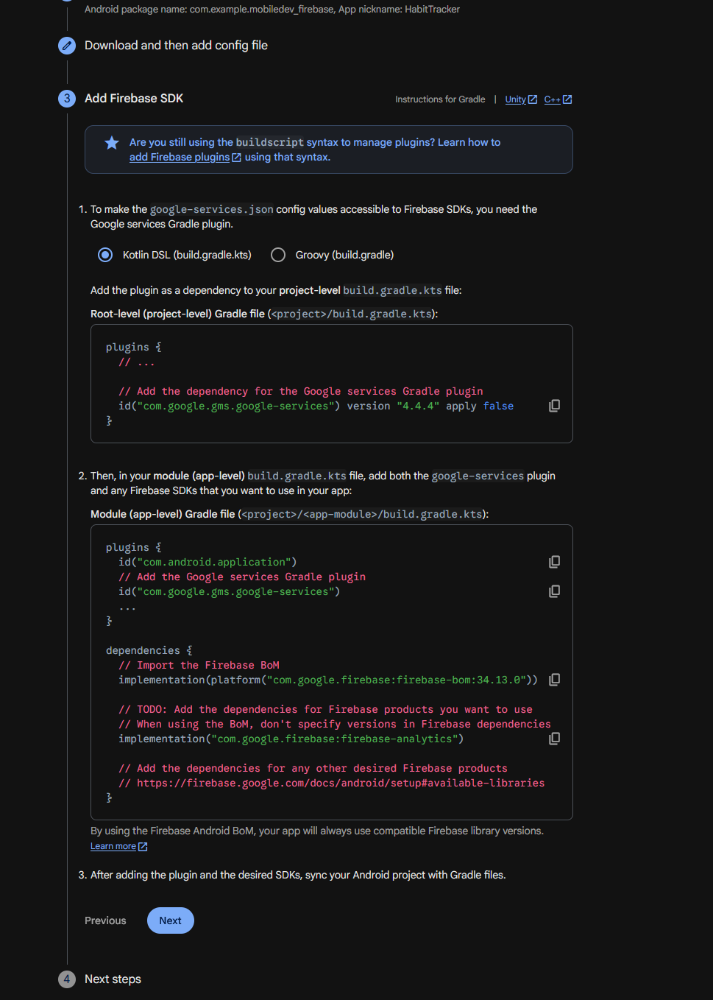 Android package name: com.example.mobiledev_firebase, App nickname: HabitTracker
Download and then add config file
3 Add Firebase SDK
Instructions for Gradle | Unity C++
Are you still using the buildscript syntax to manage plugins? Learn how to
add Firebase plugins using that syntax.
1. To make the google-services.json config values accessible to Firebase SDKs, you need the
Google services Gradle plugin.
Kotlin DSL (build.gradle.kts) Groovy (build.gradle)
Add the plugin as a dependency to your project-level build.gradle.kts file:
Root-level (project-level) Gradle file (<project>/build.gradle.kts):
plugins {
// ...
// Add the dependency for the Google services Gradle plugin
id("com.google.gms.google-services") version "4.4.4" apply false
}
2. Then, in your module (app-level) build.gradle.kts file, add both the google-services plugin
and any Firebase SDKs that you want to use in your app:
Module (app-level) Gradle file (<project>/<app-module>/build.gradle.kts):
plugins {
id("com.android.application")
// Add the Google services Gradle plugin
id("com.google.gms.google-services")
...
}
dependencies {
// Import the Firebase BoM
implementation(platform("com.google.firebase:firebase-bom:34.13.0"))
// TODO: Add the dependencies for Firebase products you want to use
// When using the BoM, don't specify versions in Firebase dependencies
implementation("com.google.firebase:firebase-analytics")
// Add the dependencies for any other desired Firebase products
// https://firebase.google.com/docs/android/setup#available-libraries
}
By using the Firebase Android BoM, your app will always use compatible Firebase library versions.
Learn more
3. After adding the plugin and the desired SDKs, sync your Android project with Gradle files.
Previous Next
4 Next steps